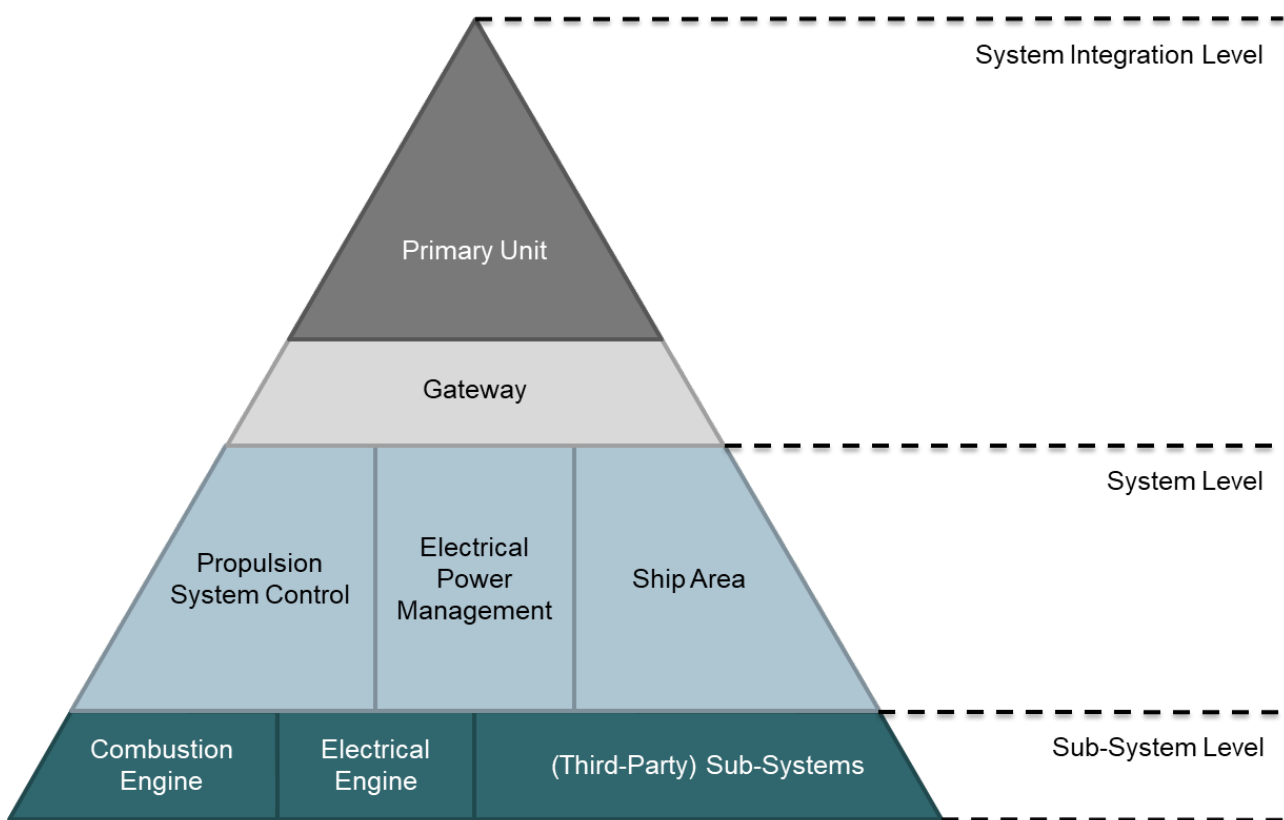 System Integration Level
Primary Unit
Gateway
System Level
Propulsion
System Control
Electrical
Power
Management
Ship Area
Sub-System Level
Combustion
Engine
Electrical
Engine
(Third-Party) Sub-Systems